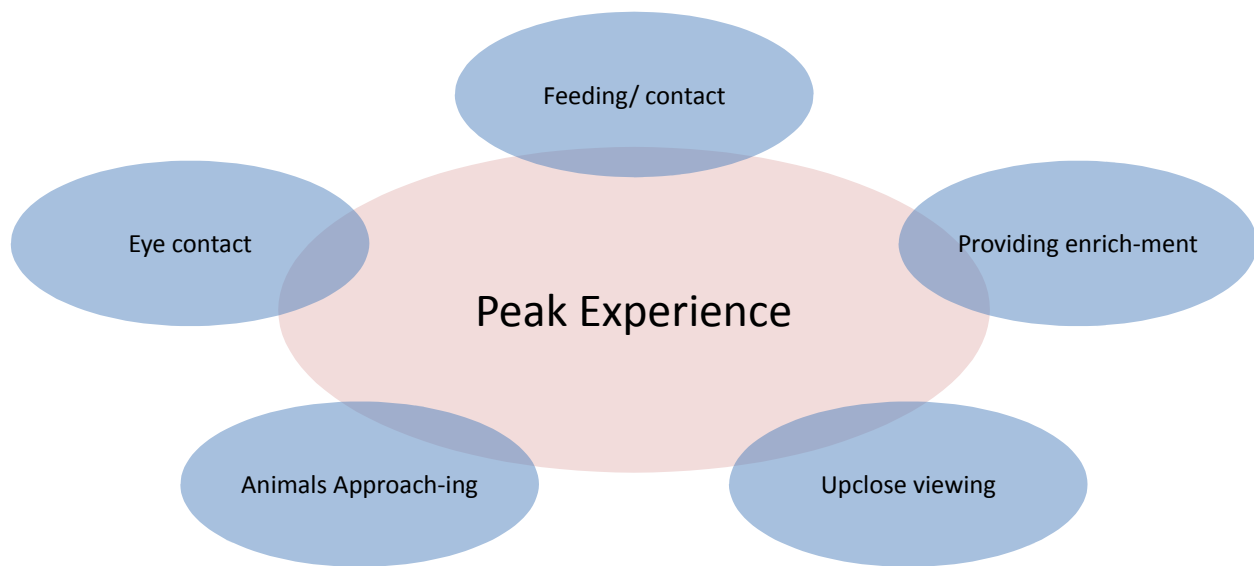 Feeding/ contact
Eye contact
Providing enrich-ment
Peak Experience
Animals Approach-ing
Upclose viewing